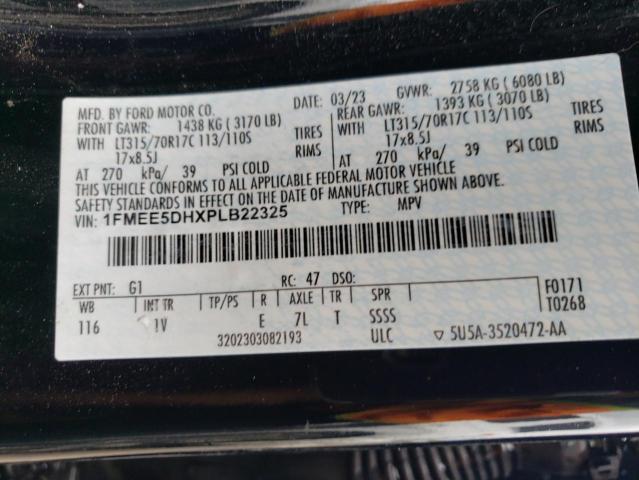 MFD. BY FORD MOTOR CO.
DATE: 03/23 GVWR: 2758 KG ( 6080 LB)
FRONT GAWR: 1438 KG ( 3170 LB)
REAR GAWR: 1393 KG ( 3070 LB)
WITH LT315/70R17C 113/110S TIRES
WITH LT315/70R17C 113/110S TIRES
17x8.5J RIMS
17x8.5J RIMS
AT 270 kPa/ 39 PSI COLD
AT 270 kPa/ 39 PSI COLD
THIS VEHICLE CONFORMS TO ALL APPLICABLE FEDERAL MOTOR VEHICLE
SAFETY STANDARDS IN EFFECT ON THE DATE OF MANUFACTURE SHOWN ABOVE.
VIN: 1FMEE5DHXPLB22325 TYPE: MPV
EXT PNT: G1 RC: 47 DSO:
WB INT TR TP/PS R AXLE TR SPR F0171
116 1V E 7L T SSSS T0268
3202303082193 ULC ▽ 5U5A-3520472-AA